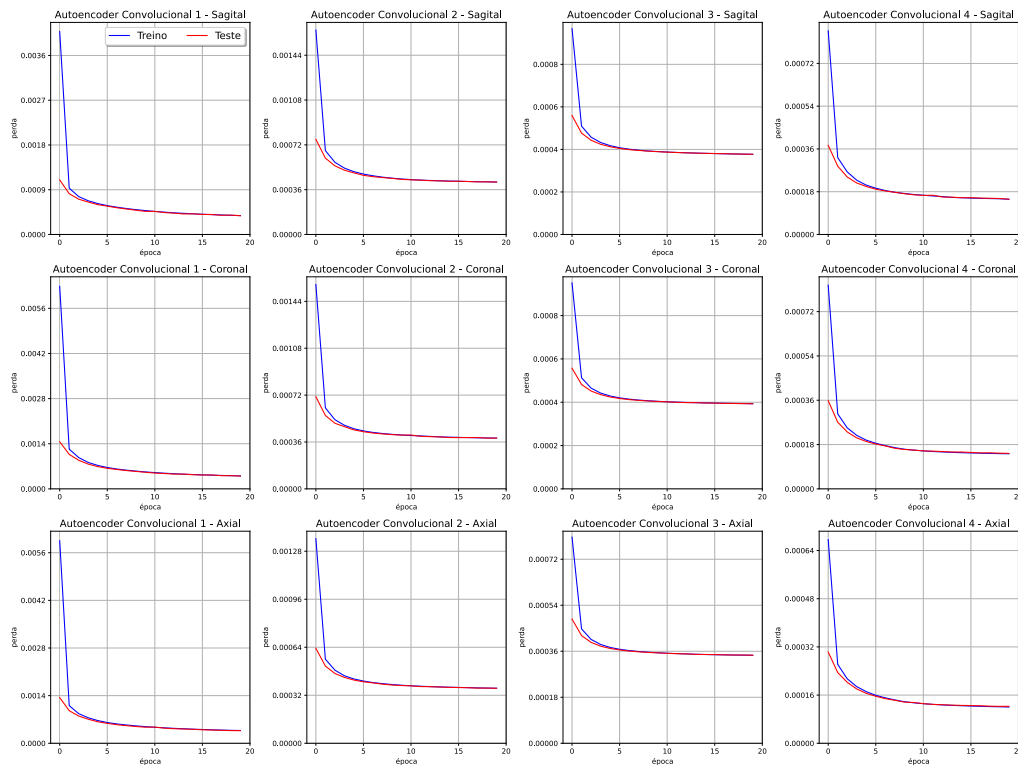 Autoencoder Convolucional 1 - Sagital
Autoencoder Convolucional 2 - Sagital
Autoencoder Convolucional 3 - Sagital
Autoencoder Convolucional 4 - Sagital
Treino Teste
0.0036
0.0027
0.0018
0.0009
0.0000
perda
0 5 10 15 20
época
0.00144
0.00108
0.00072
0.00036
0.00000
perda
0 5 10 15 20
época
0.0008
0.0006
0.0004
0.0002
0.0000
perda
0 5 10 15 20
época
0.00072
0.00054
0.00036
0.00018
0.00000
perda
0 5 10 15 20
época
Autoencoder Convolucional 1 - Coronal
Autoencoder Convolucional 2 - Coronal
Autoencoder Convolucional 3 - Coronal
Autoencoder Convolucional 4 - Coronal
0.0056
0.0042
0.0028
0.0014
0.0000
perda
0 5 10 15 20
época
0.00144
0.00108
0.00072
0.00036
0.00000
perda
0 5 10 15 20
época
0.0008
0.0006
0.0004
0.0002
0.0000
perda
0 5 10 15 20
época
0.00072
0.00054
0.00036
0.00018
0.00000
perda
0 5 10 15 20
época
Autoencoder Convolucional 1 - Axial
Autoencoder Convolucional 2 - Axial
Autoencoder Convolucional 3 - Axial
Autoencoder Convolucional 4 - Axial
0.0056
0.0042
0.0028
0.0014
0.0000
perda
0 5 10 15 20
época
0.00128
0.00096
0.00064
0.00032
0.00000
perda
0 5 10 15 20
época
0.00072
0.00054
0.00036
0.00018
0.00000
perda
0 5 10 15 20
época
0.00064
0.00048
0.00032
0.00016
0.00000
perda
0 5 10 15 20
época